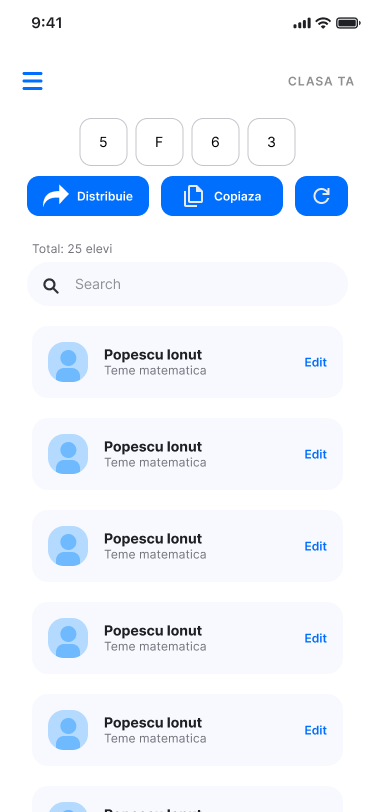 9:41
CLASA TA
5 F 6 3
Distribuie Copiaza
Total: 25 elevi
Search
Popescu Ionut
Teme matematica
Edit
Popescu Ionut
Teme matematica
Edit
Popescu Ionut
Teme matematica
Edit
Popescu Ionut
Teme matematica
Edit
Popescu Ionut
Teme matematica
Edit